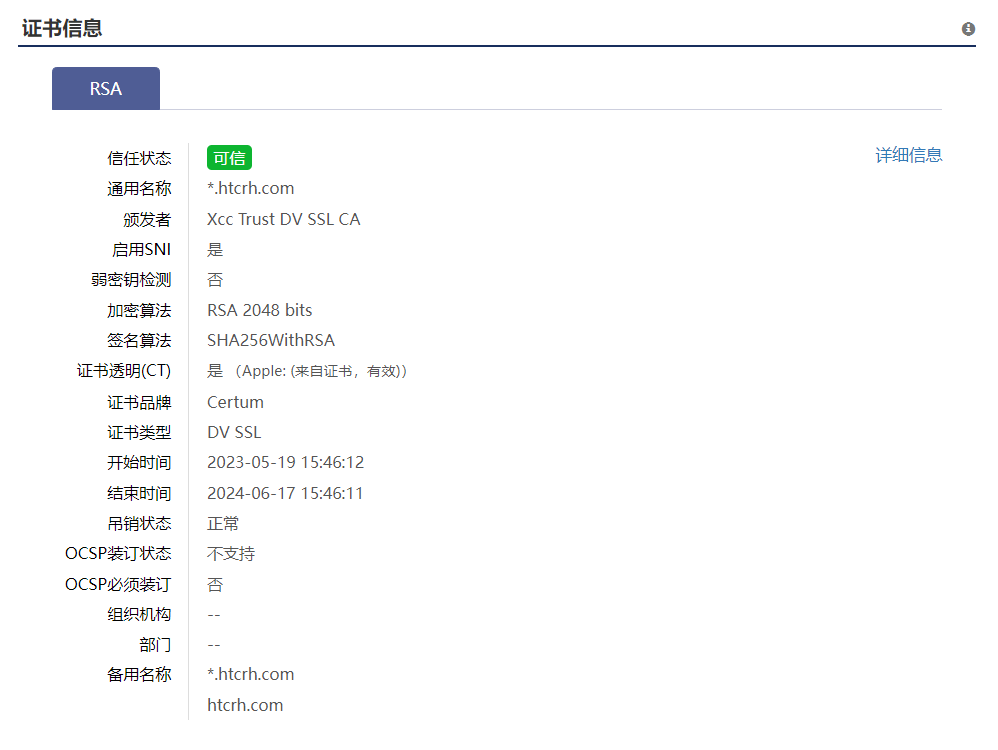 证书信息
RSA
信任状态 可信 详细信息
通用名称 *.htcrh.com
颁发者 Xcc Trust DV SSL CA
启用SNI 是
弱密钥检测 否
加密算法 RSA 2048 bits
签名算法 SHA256WithRSA
证书透明(CT) 是 （Apple: (来自证书，有效)）
证书品牌 Certum
证书类型 DV SSL
开始时间 2023-05-19 15:46:12
结束时间 2024-06-17 15:46:11
吊销状态 正常
OCSP装订状态 不支持
OCSP必须装订 否
组织机构 --
部门 --
备用名称 *.htcrh.com
htcrh.com